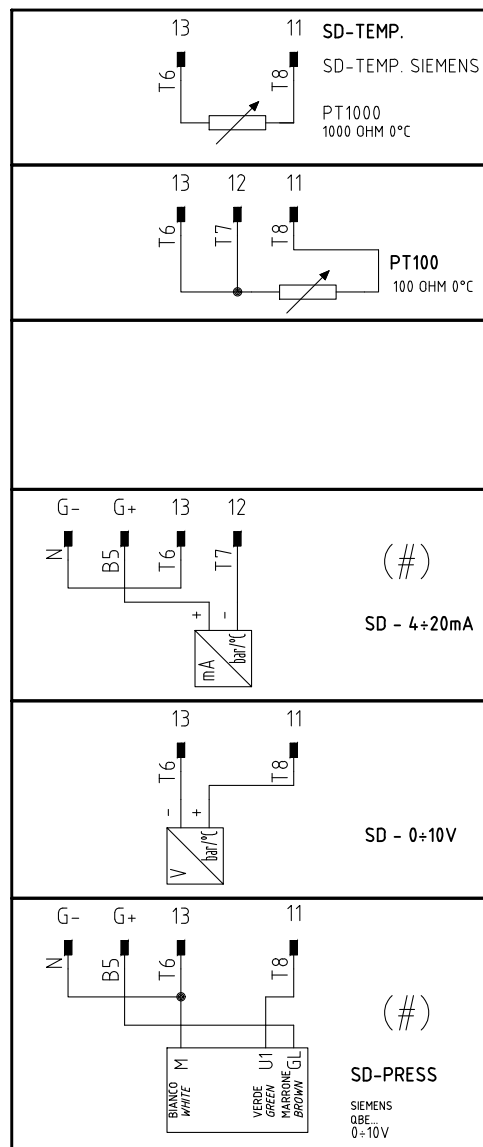 13 11 SD-TEMP.
T6 T8 SD-TEMP. SIEMENS
PT1000
1000 OHM 0°C
13 12 11
T6 T7 T8
PT100
100 OHM 0°C
G- G+ 13 12
N B5 T6 T7
(#)
+ -
mA bar/°C
SD - 4÷20mA
13 11
T6 T8
- +
V bar/°C
SD - 0÷10V
G- G+ 13 11
N B5 T6 T8
(#)
M U1 GL
BIANCO VERDE MARRONE
WHITE GREEN BROWN
SD-PRESS
SIEMENS
QBE...
0÷10V